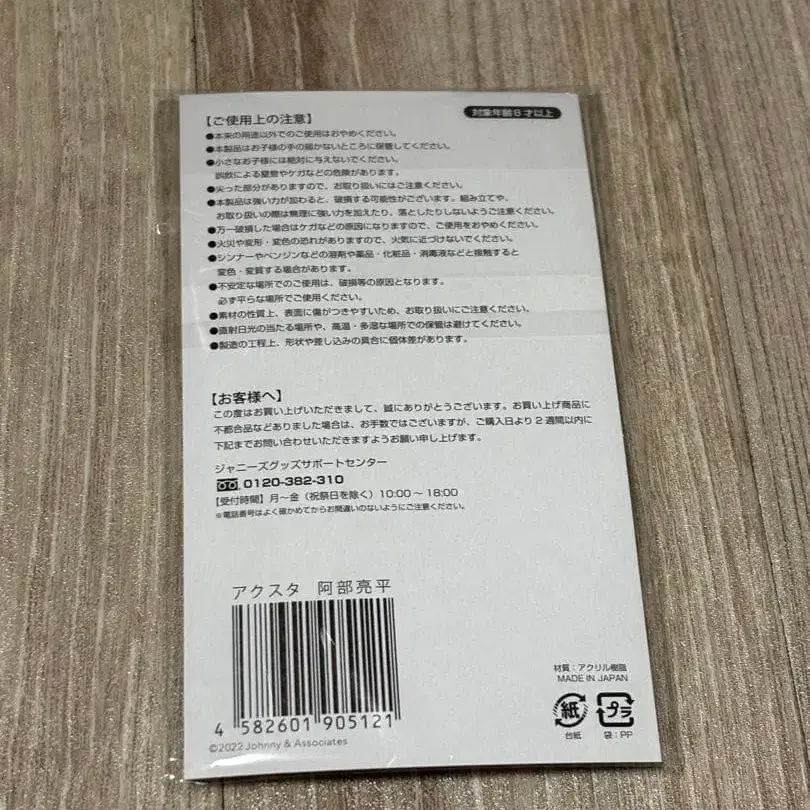 【ご使用上の注意】
対象年齢8才以上
●本来の用途以外でのご使用はおやめください。
●本製品はお子様の手の届かないところに保管してください。
●小さなお子様には絶対に与えないでください。
誤飲による窒息やケガなどの危険があります。
●尖った部分がありますので、お取り扱いにはご注意ください。
●本製品は強い力が加わると、破損する可能性がございます。組み立てや、
お取り扱いの際は無理に強い力を加えたり、落としたりしないようご注意ください。
●万一破損した場合はケガなどの原因になりますので、ご使用をおやめください。
●火災や変形・変色の恐れがありますので、火気に近づけないでください。
●シンナーやベンジンなどの溶剤や薬品・化粧品・消毒液などと接触すると
変色・変質する場合があります。
●不安定な場所でのご使用は、破損等の原因となります。
必ず平らな場所でご使用ください。
●素材の性質上、表面に傷がつきやすいため、お取り扱いにご注意ください。
●直射日光の当たる場所や、高温・多湿な場所での保管は避けてください。
●製造の工程上、形状や差し込みの具合に個体差があります。
【お客様へ】
この度はお買い上げいただきまして、誠にありがとうございます。お買い上げ商品に
不都合品などありました場合は、お手数ではございますが、ご購入日より2週間以内に
下記までお問い合わせいただきますようお願い申し上げます。
ジャニーズグッズサポートセンター
0120-382-310
【受付時間】月〜金（祝祭日を除く）10:00〜18:00
※電話番号はよく確かめてからお間違いのないようにご注意ください。
アクスタ 阿部亮平
4 582601 905121
©2022 Johnny & Associates
材質：アクリル樹脂
MADE IN JAPAN
紙 プラ
台紙 袋：PP